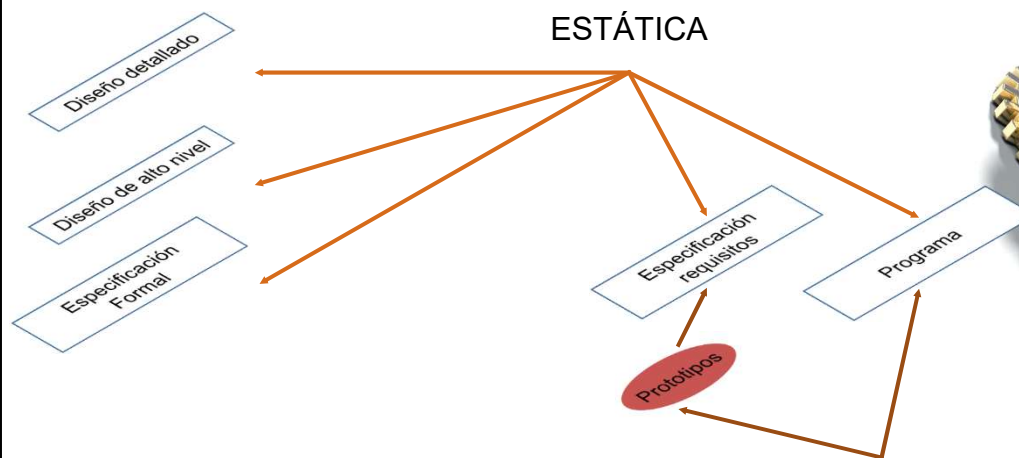 ESTÁTICA
Diseño detallado
Diseño de alto nivel
Especificación
Formal
Especificación
requisitos
Programa
Prototipos